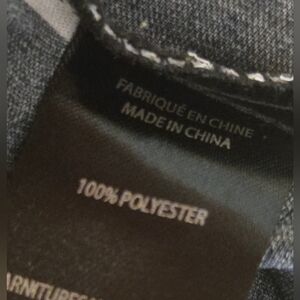 FABRIQUÉ EN CHINE
MADE IN CHINA
100% POLYESTER